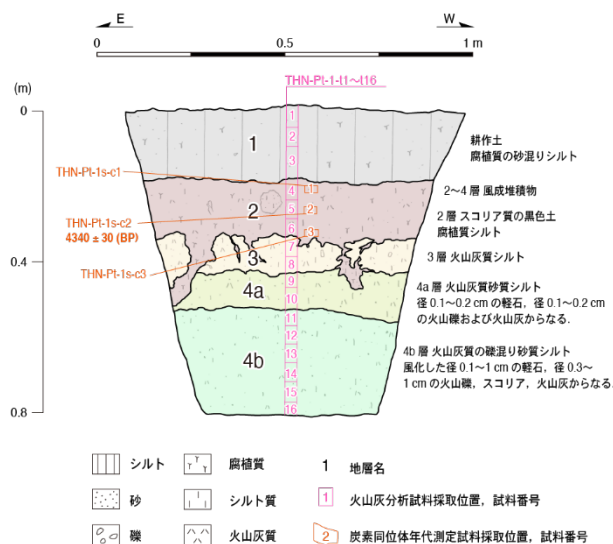 E
W
0
0.5
1 m
(m)
THN-Pt-1-t1～t16
0
0.4
0.8
1
2
3
4a
4b
1
2
3
4
5
6
7
8
9
10
11
12
13
14
15
16
1
2
3
THN-Pt-1s-c1
THN-Pt-1s-c2
4340 ± 30 (BP)
THN-Pt-1s-c3
耕作土
腐植質の砂混りシルト
2～4 層 風成堆積物
2 層 スコリア質の黒色土
腐植質シルト
3 層 火山灰質シルト
4a 層 火山灰質砂質シルト
径 0.1～0.2 cm の軽石，径 0.1～0.2
cm の火山礫および火山灰からなる．
4b 層 火山灰質の礫混り砂質シルト
風化した径 0.1～1 cm の軽石，径 0.3～
1 cm の火山礫，スコリア，火山灰からなる．
シルト
腐植質
1 地層名
砂
シルト質
1 火山灰分析試料採取位置，試料番号
礫
火山灰質
2 炭素同位体年代測定試料採取位置，試料番号